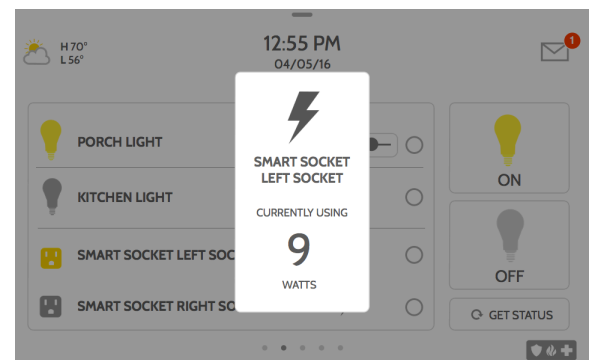 H 70°
L 56°
12:55 PM
04/05/16
1
SMART SOCKET
LEFT SOCKET
CURRENTLY USING
9
WATTS
PORCH LIGHT
KITCHEN LIGHT
SMART SOCKET LEFT SOC
SMART SOCKET RIGHT SO
ON
OFF
GET STATUS